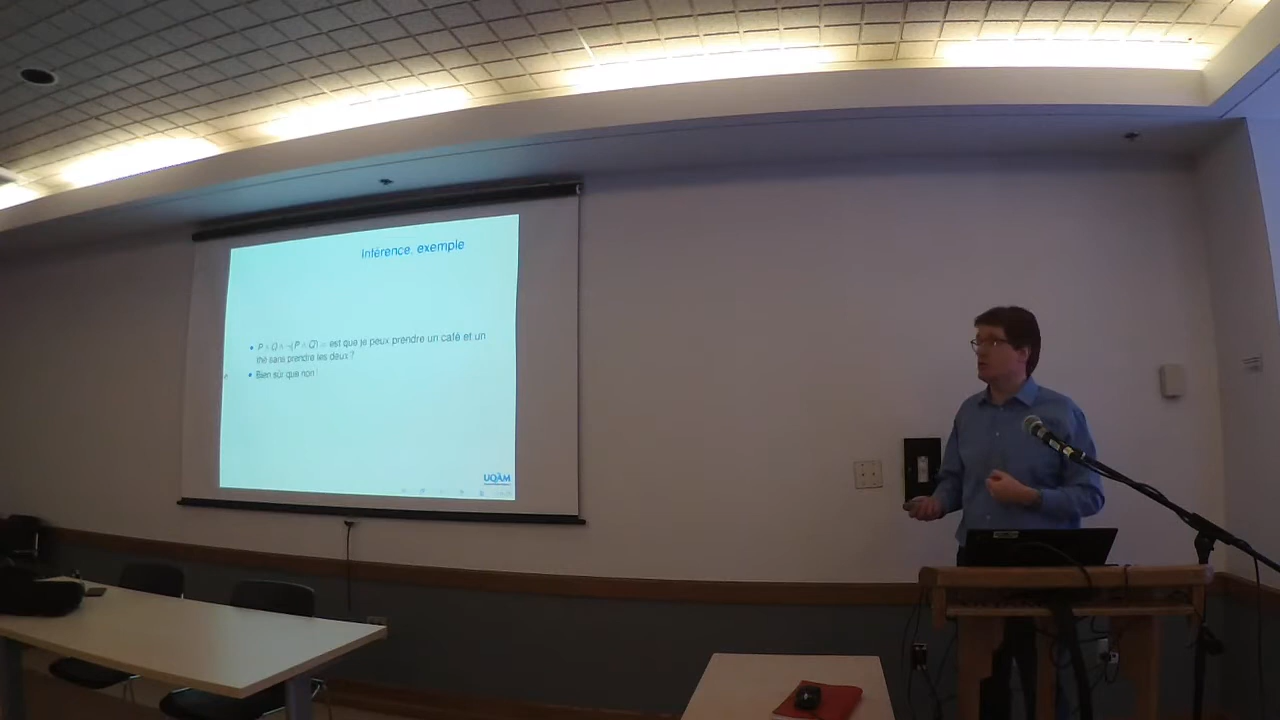 Inférence, exemple
P ∧ Q ∧ ¬(P ∧ Q) = est que je peux prendre un café et un
thé sans prendre les deux ?
Bien sûr que non !
UQÀM